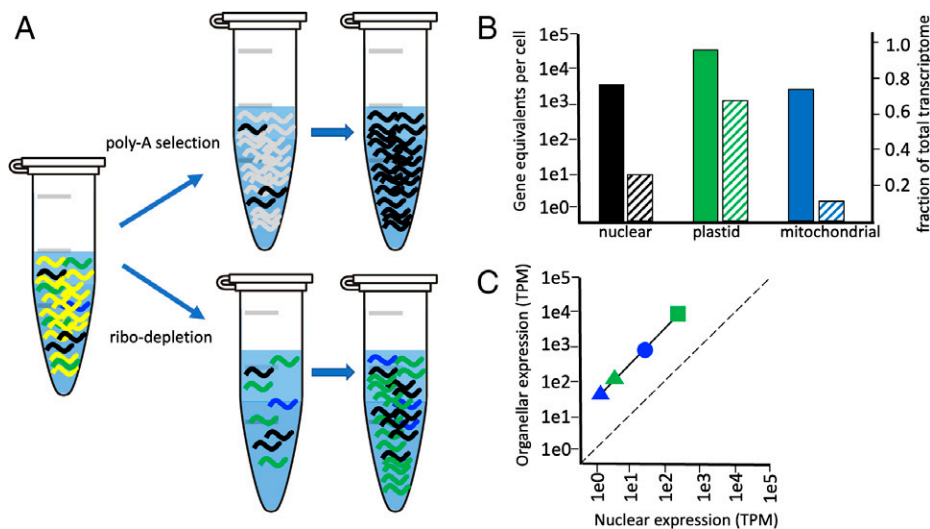 A
poly-A selection
ribo-depletion
B
Gene equivalents per cell
1e5
1e4
1e3
1e2
1e1
1e0
nuclear
plastid
mitochondrial
1.0
0.8
0.6
0.4
0.2
fraction of total transcriptome
C
Organellar expression (TPM)
1e5
1e4
1e3
1e2
1e1
1e0
1e0
1e1
1e2
1e3
1e4
1e5
Nuclear expression (TPM)